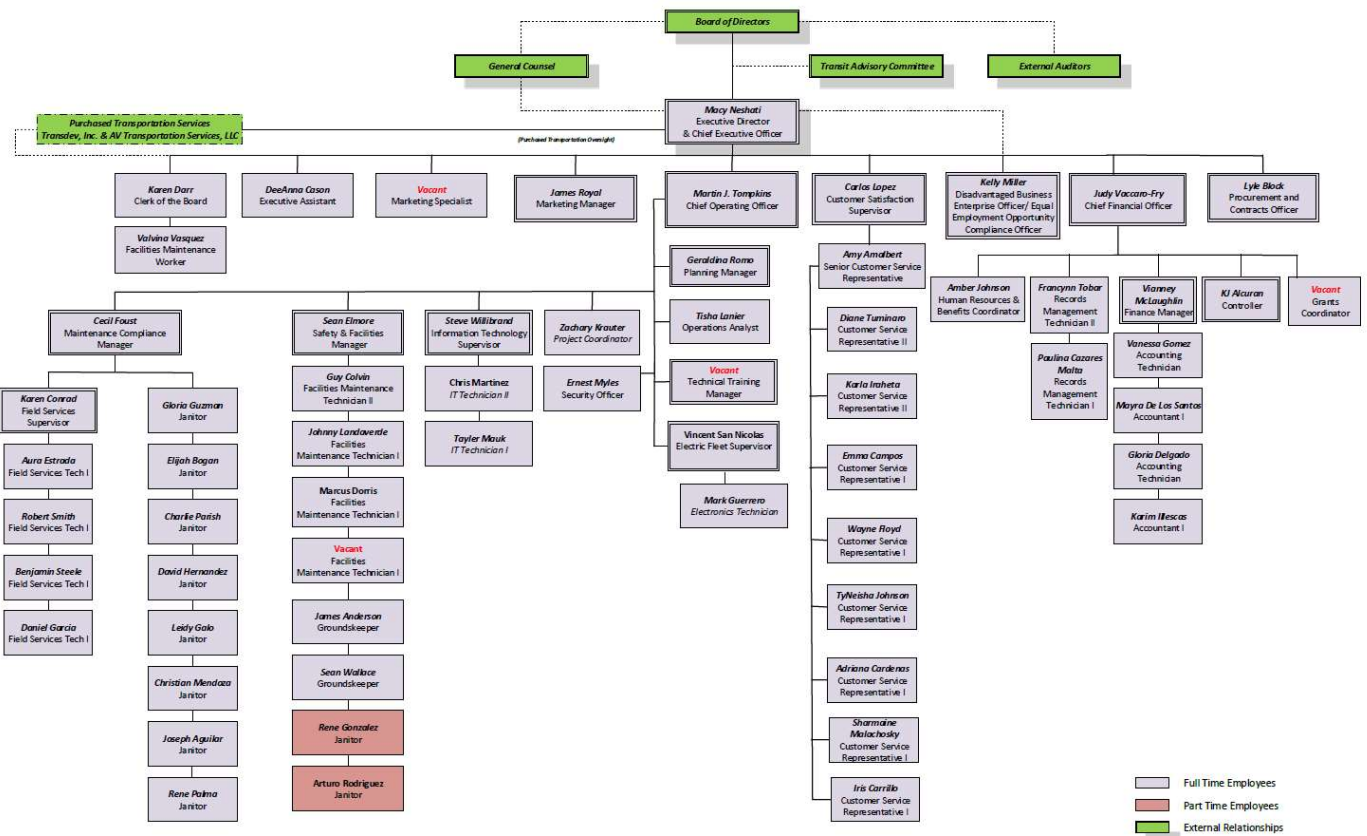 Board of Directors
General Counsel
Transit Advisory Committee
External Auditors
Macy Neshati
Executive Director
& Chief Executive Officer
Purchased Transportation Services
Transdev, Inc. & AV Transportation Services, LLC
(Purchased Transportation Oversight)
Karen Darr
Clerk of the Board
DeeAnna Cason
Executive Assistant
Vacant
Marketing Specialist
James Royal
Marketing Manager
Martin J. Tompkins
Chief Operating Officer
Carlos Lopez
Customer Satisfaction
Supervisor
Kelly Miller
Disadvantaged Business
Enterprise Officer/ Equal
Employment Opportunity
Compliance Officer
Judy Vaccaro-Fry
Chief Financial Officer
Lyle Block
Procurement and
Contracts Officer
Valvina Vasquez
Facilities Maintenance
Worker
Geraldina Romo
Planning Manager
Amy Amalbert
Senior Customer Service
Representative
Amber Johnson
Human Resources &
Benefits Coordinator
Francynn Tobar
Records
Management
Technician II
Vianney
McLaughlin
Finance Manager
KJ Alcuran
Controller
Vacant
Grants
Coordinator
Cecil Foust
Maintenance Compliance
Manager
Sean Elmore
Safety & Facilities
Manager
Steve Willibrand
Information Technology
Supervisor
Zachary Krauter
Project Coordinator
Tisha Lanier
Operations Analyst
Diane Tuminaro
Customer Service
Representative II
Paulina Cazares
Malta
Records
Management
Technician I
Vanessa Gomez
Accounting
Technician
Guy Colvin
Facilities Maintenance
Technician II
Chris Martinez
IT Technician II
Ernest Myles
Security Officer
Vacant
Technical Training
Manager
Karla Iraheta
Customer Service
Representative II
Mayra De Los Santos
Accountant I
Karen Conrad
Field Services
Supervisor
Gloria Guzman
Janitor
Johnny Landaverde
Facilities
Maintenance Technician I
Tayler Mauk
IT Technician I
Vincent San Nicolas
Electric Fleet Supervisor
Emma Campos
Customer Service
Representative I
Gloria Delgado
Accounting
Technician
Aura Estrada
Field Services Tech I
Elijah Bogan
Janitor
Marcus Dorris
Facilities
Maintenance Technician I
Mark Guerrero
Electronics Technician
Wayne Floyd
Customer Service
Representative I
Karim Illescas
Accountant I
Robert Smith
Field Services Tech I
Charlie Parish
Janitor
Vacant
Facilities
Maintenance Technician I
Benjamin Steele
Field Services Tech I
David Hernandez
Janitor
James Anderson
Groundskeeper
TyNeisha Johnson
Customer Service
Representative I
Daniel Garcia
Field Services Tech I
Leidy Galo
Janitor
Sean Wallace
Groundskeeper
Adriana Cardenas
Customer Service
Representative I
Christian Mendoza
Janitor
Rene Gonzalez
Janitor
Sharmaine
Malachosky
Customer Service
Representative I
Joseph Aguilar
Janitor
Arturo Rodriguez
Janitor
Iris Carrillo
Customer Service
Representative I
Rene Palma
Janitor
Full Time Employees
Part Time Employees
External Relationships